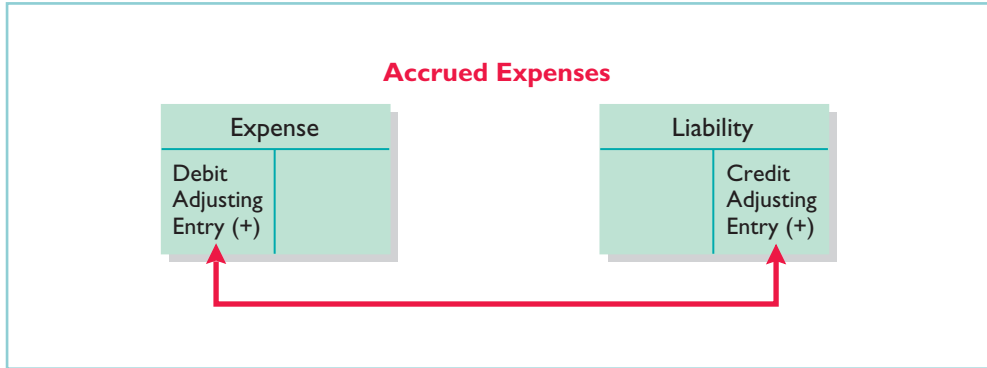 Accrued Expenses
Expense
Debit
Adjusting
Entry (+)
Liability
Credit
Adjusting
Entry (+)